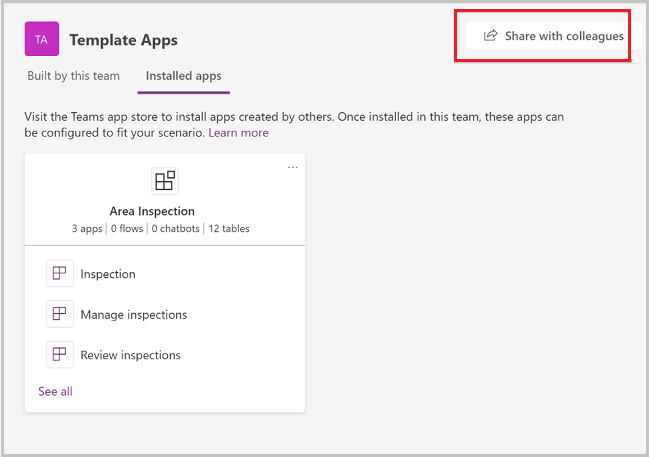 TA
Template Apps
Share with colleagues
Built by this team
Installed apps
Visit the Teams app store to install apps created by others. Once installed in this team, these apps can
be configured to fit your scenario. Learn more
...
Area Inspection
3 apps | 0 flows | 0 chatbots | 12 tables
Inspection
Manage inspections
Review inspections
See all